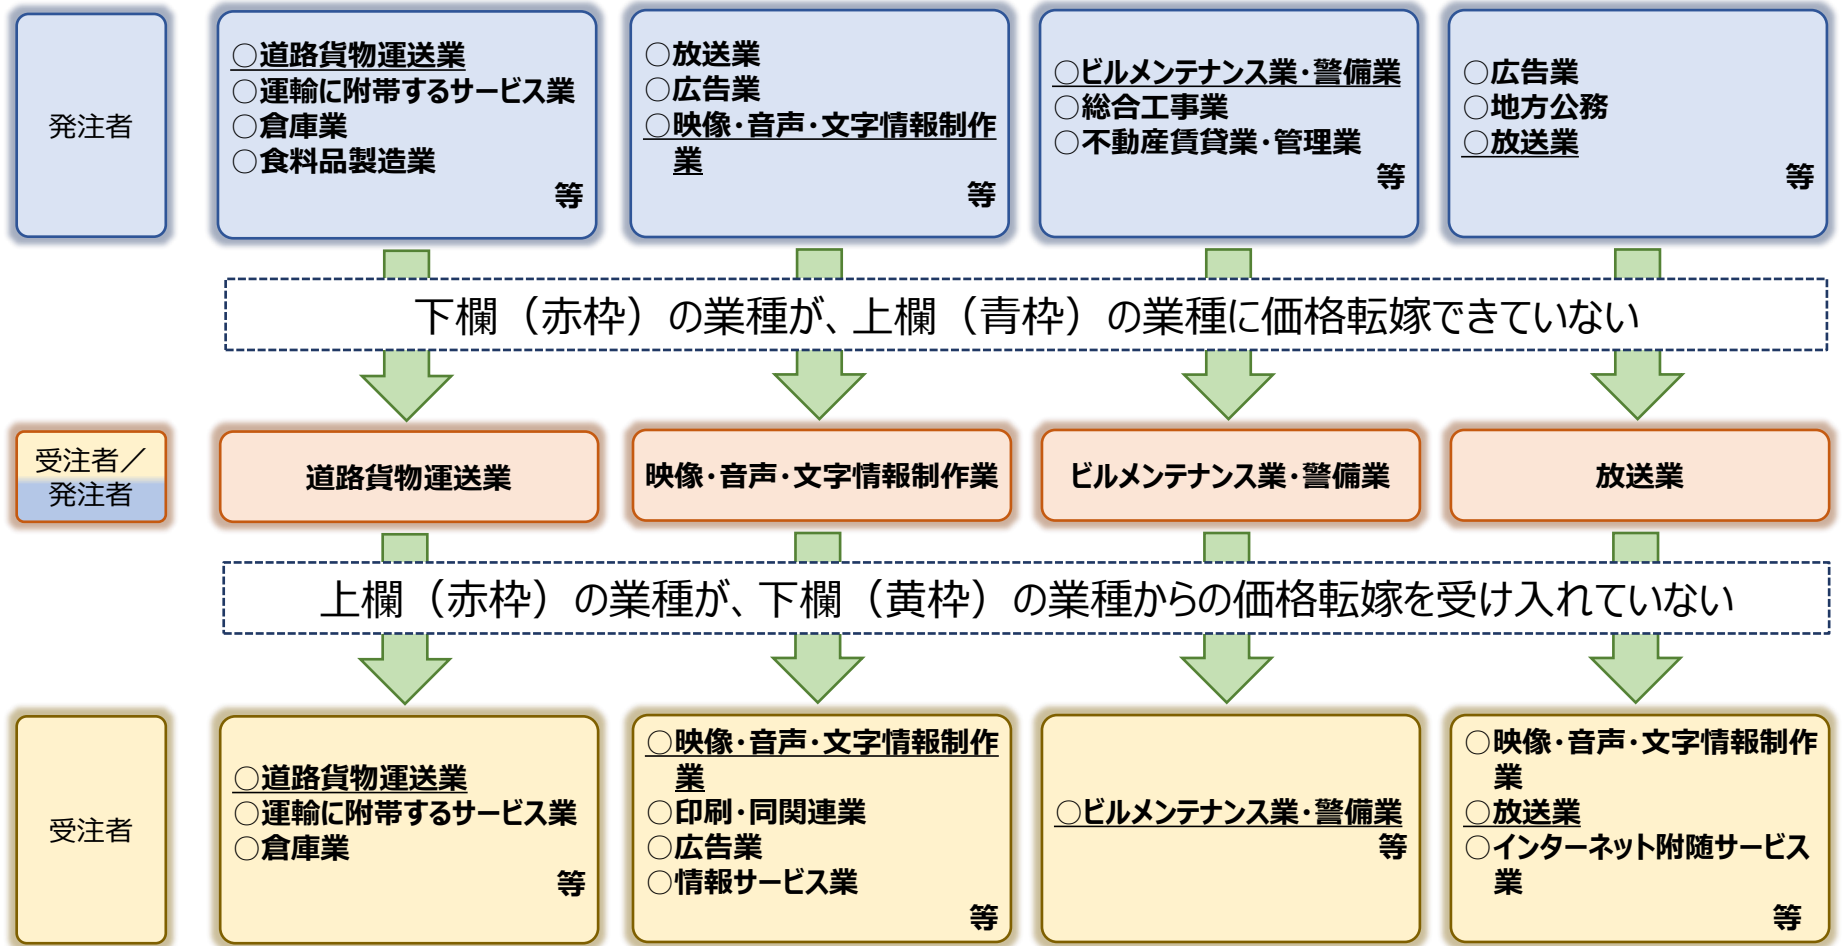 発注者
○道路貨物運送業
○運輸に附帯するサービス業
○倉庫業
○食料品製造業
等
○放送業
○広告業
○映像・音声・文字情報制作
業
等
○ビルメンテナンス業・警備業
○総合工事業
○不動産賃貸業・管理業
等
○広告業
○地方公務
○放送業
等
下欄（赤枠）の業種が、上欄（青枠）の業種に価格転嫁できていない
受注者／
発注者
道路貨物運送業
映像・音声・文字情報制作業
ビルメンテナンス業・警備業
放送業
上欄（赤枠）の業種が、下欄（黄枠）の業種からの価格転嫁を受け入れていない
受注者
○道路貨物運送業
○運輸に附帯するサービス業
○倉庫業
等
○映像・音声・文字情報制作
業
○印刷・同関連業
○広告業
○情報サービス業
等
○ビルメンテナンス業・警備業
等
○映像・音声・文字情報制作
業
○放送業
○インターネット附随サービス
業
等